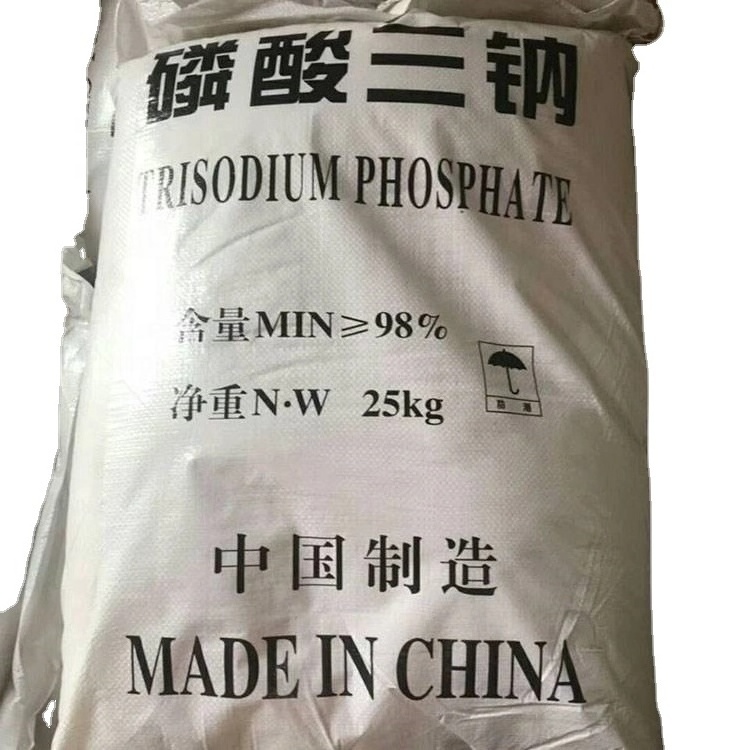 磷酸三钠
TRISODIUM PHOSPHATE
含量MIN≥98%
净重N·W 25kg
中国制造
MADE IN CHINA